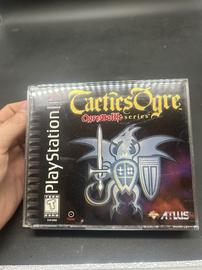 Tactics Ogre
Ogre Battle series
PlayStation
ATLUS